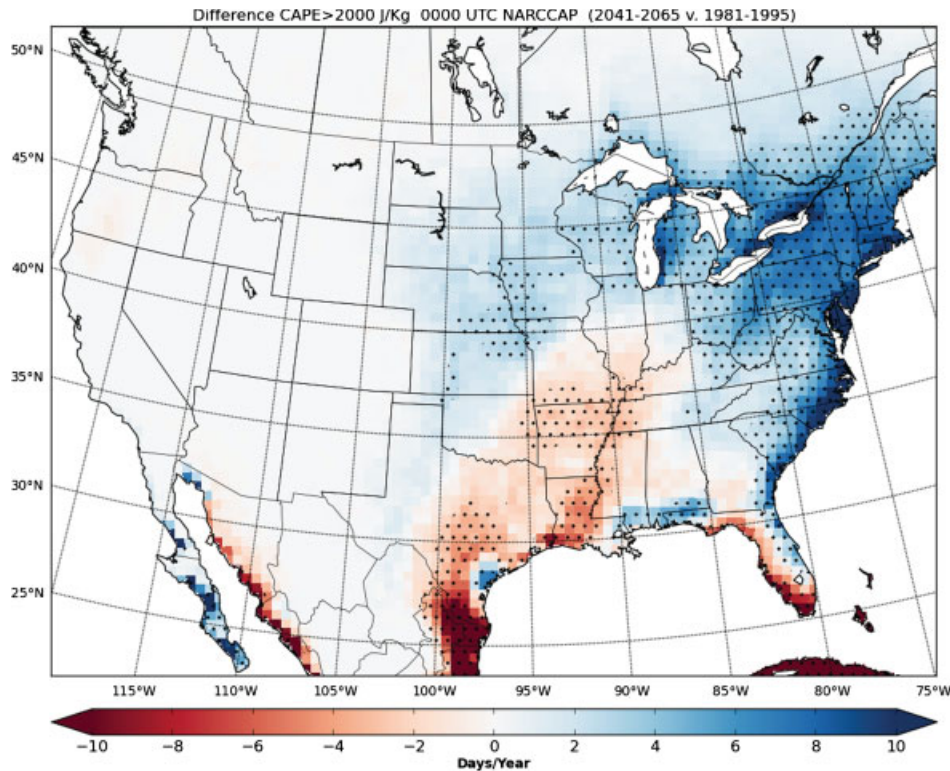 Difference CAPE>2000 J/Kg 0000 UTC NARCCAP (2041-2065 v. 1981-1995)
50°N
45°N
40°N
35°N
30°N
25°N
115°W 110°W 105°W 100°W 95°W 90°W 85°W 80°W 75°W
−10 −8 −6 −4 −2 0 2 4 6 8 10
Days/Year